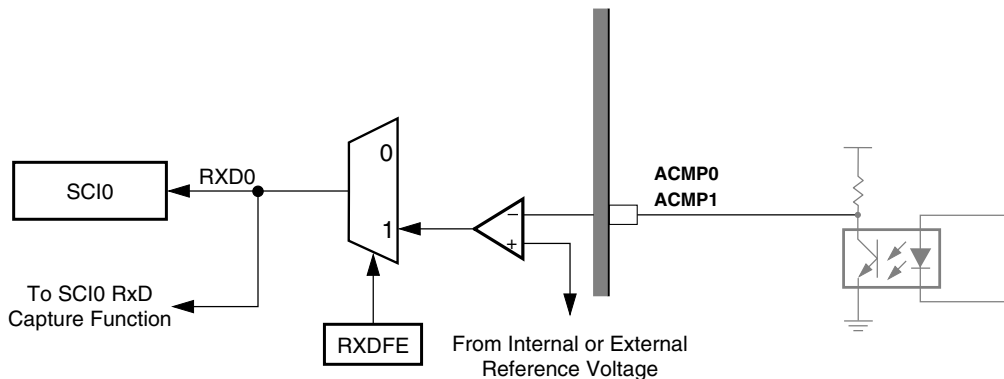 0
ACMP0
SCI0
RXD0
ACMP1
1
−
+
To SCI0 RxD
Capture Function
RXDFE
From Internal or External
Reference Voltage